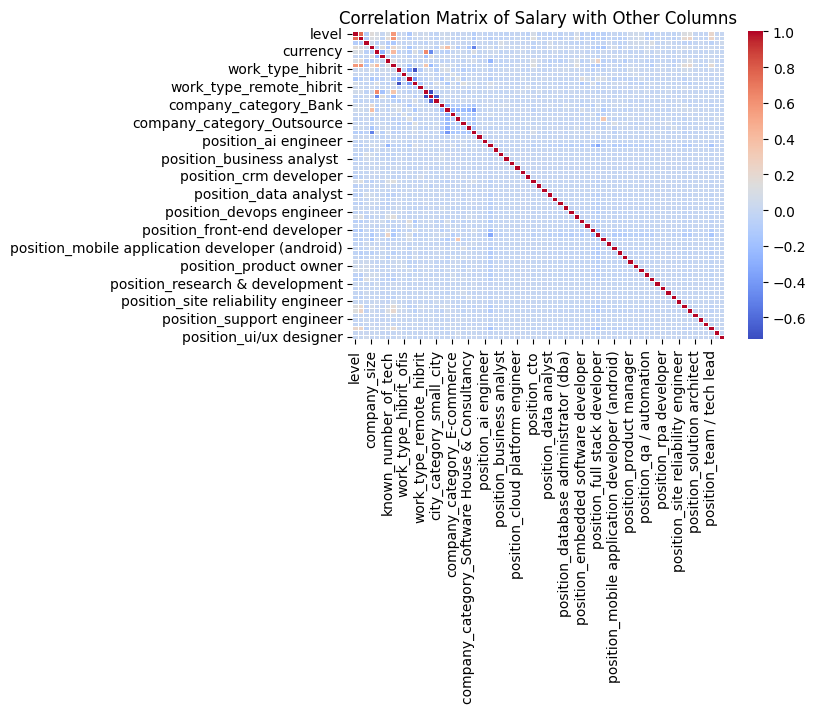 Correlation Matrix of Salary with Other Columns
level
currency
work_type_hibrit
work_type_remote_hibrit
company_category_Bank
company_category_Outsource
position_ai engineer
position_business analyst
position_crm developer
position_data analyst
position_devops engineer
position_front-end developer
position_mobile application developer (android)
position_product owner
position_research & development
position_site reliability engineer
position_support engineer
position_ui/ux designer
1.0
0.8
0.6
0.4
0.2
0.0
−0.2
−0.4
−0.6
level
company_size
known_number_of_tech
work_type_hibrit_ofis
work_type_remote_hibrit
city_category_small_city
company_category_E-commerce
company_category_Software House & Consultancy
position_ai engineer
position_business analyst
position_cloud platform engineer
position_cto
position_data analyst
position_database administrator (dba)
position_embedded software developer
position_full stack developer
position_mobile application developer (android)
position_product manager
position_qa / automation
position_rpa developer
position_site reliability engineer
position_solution architect
position_team / tech lead